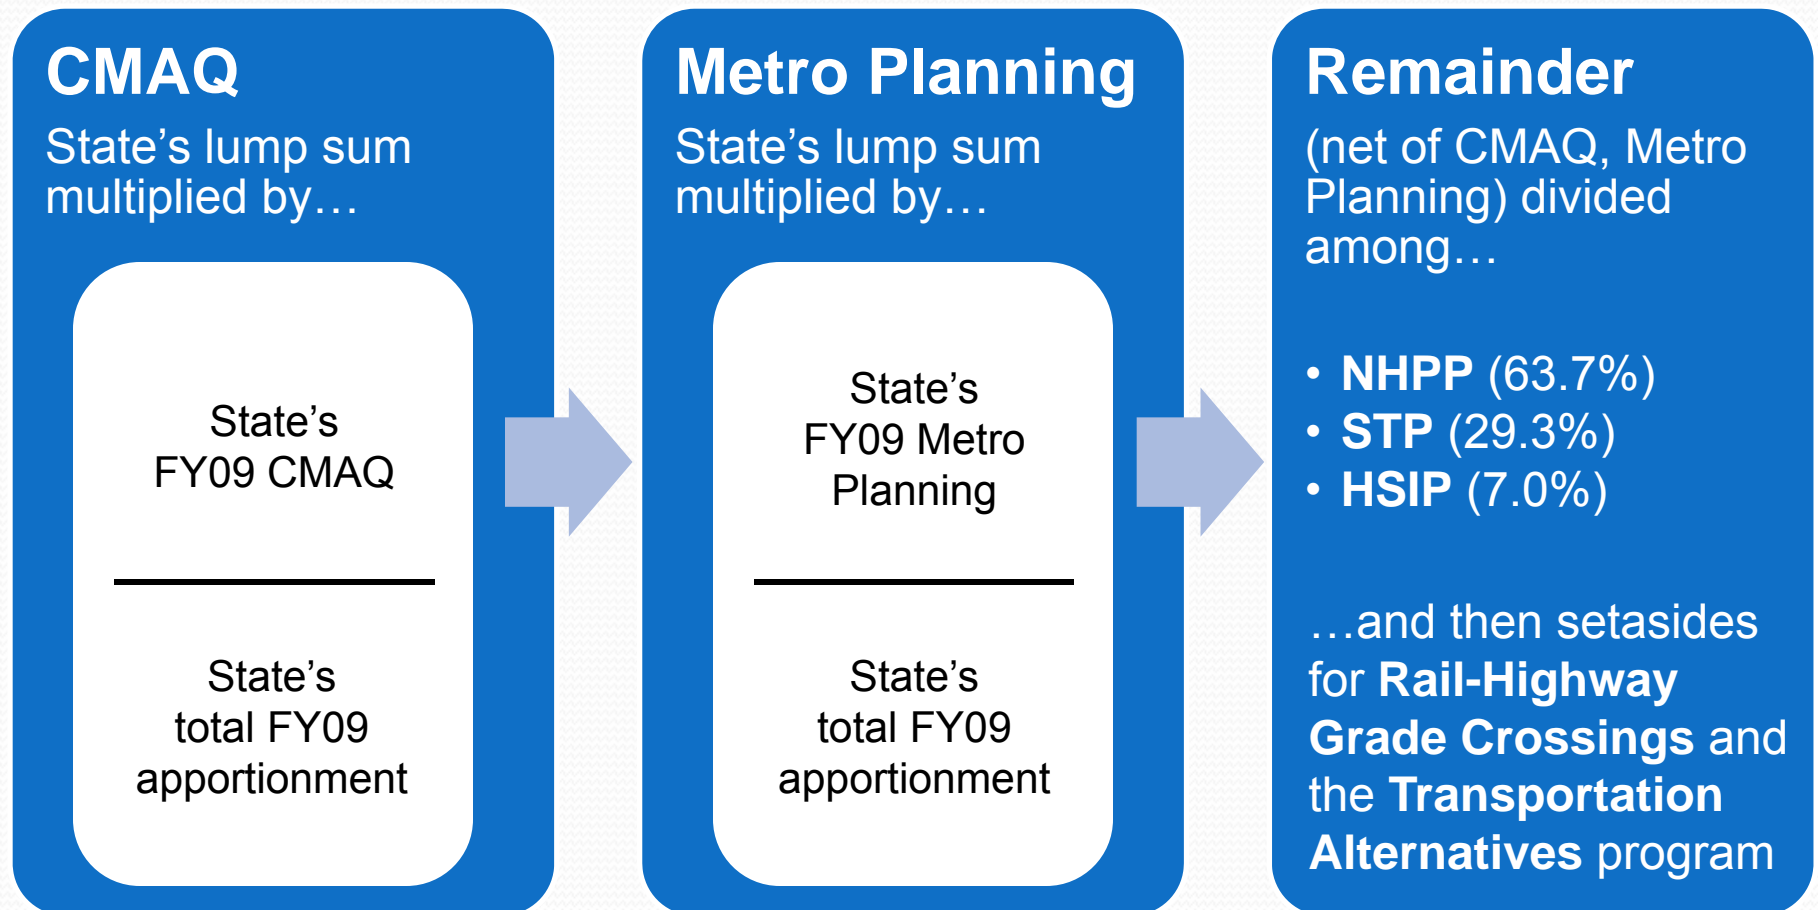 CMAQ
State’s lump sum
multiplied by…
State’s
FY09 CMAQ
State’s
total FY09
apportionment
Metro Planning
State’s lump sum
multiplied by…
State’s
FY09 Metro
Planning
State’s
total FY09
apportionment
Remainder
(net of CMAQ, Metro
Planning) divided
among…
• NHPP (63.7%)
• STP (29.3%)
• HSIP (7.0%)
…and then setasides
for Rail-Highway
Grade Crossings and
the Transportation
Alternatives program